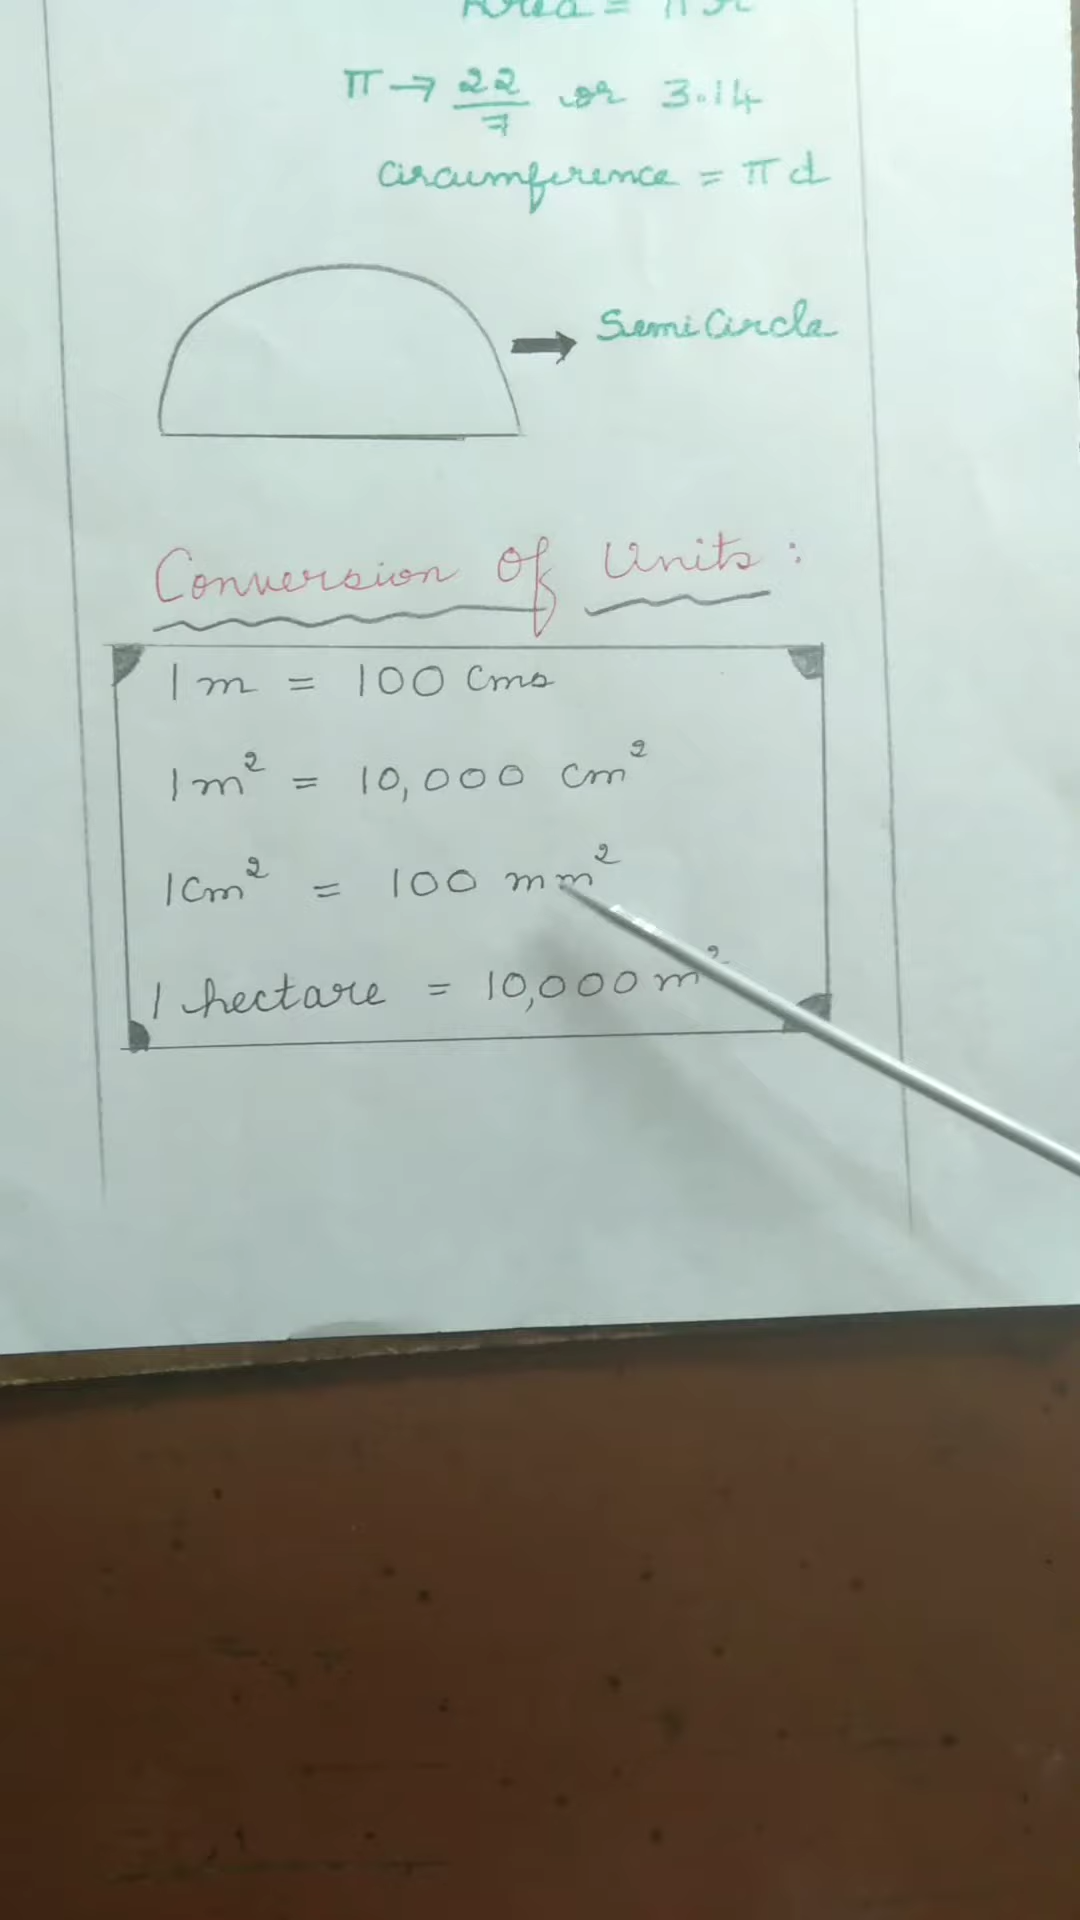 Area = π r
π → 22/7 or 3.14
Circumference = π d
Semi Circle
Conversion of Units :
1 m = 100 Cms
1 m² = 10,000 cm²
1 Cm² = 100 mm²
1 hectare = 10,000 m²